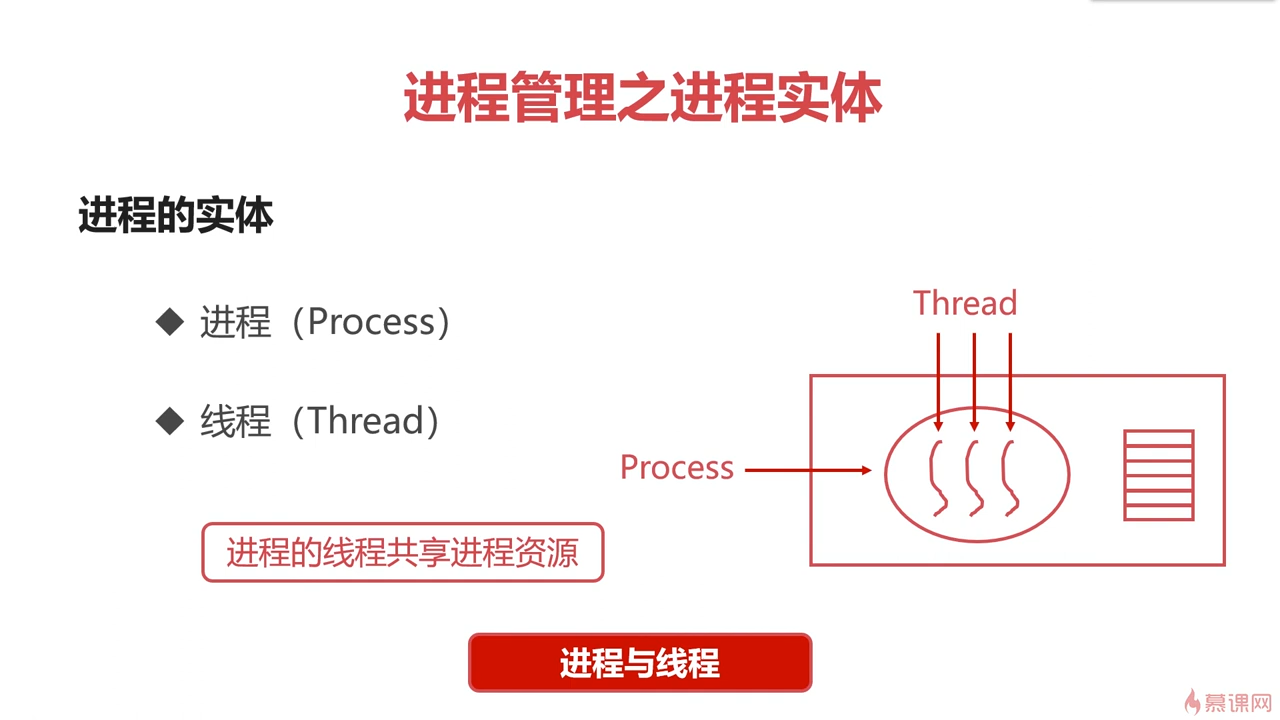 进程管理之进程实体
进程的实体
◆ 进程（Process）
◆ 线程（Thread）
进程的线程共享进程资源
Thread
Process
进程与线程
慕课网